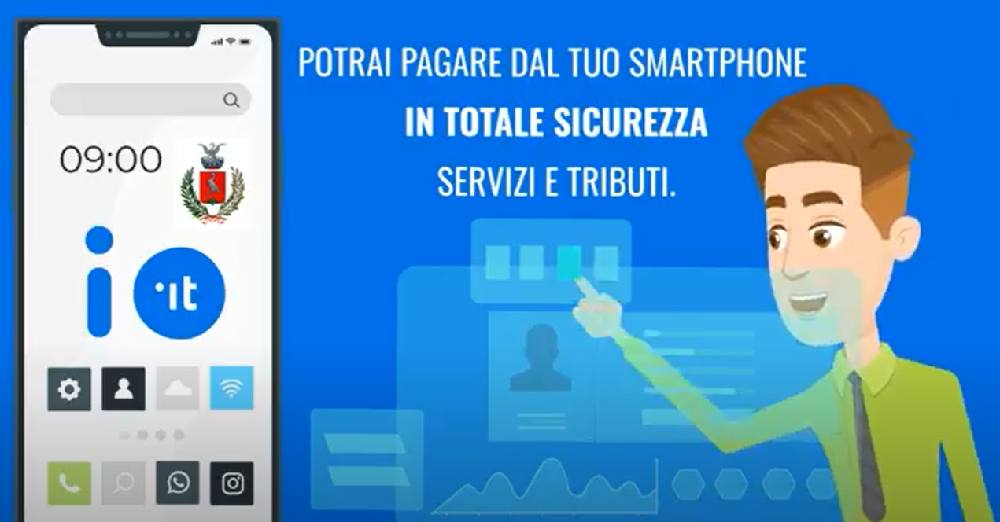 POTRAI PAGARE DAL TUO SMARTPHONE
IN TOTALE SICUREZZA
SERVIZI E TRIBUTI.
09:00
io
.it